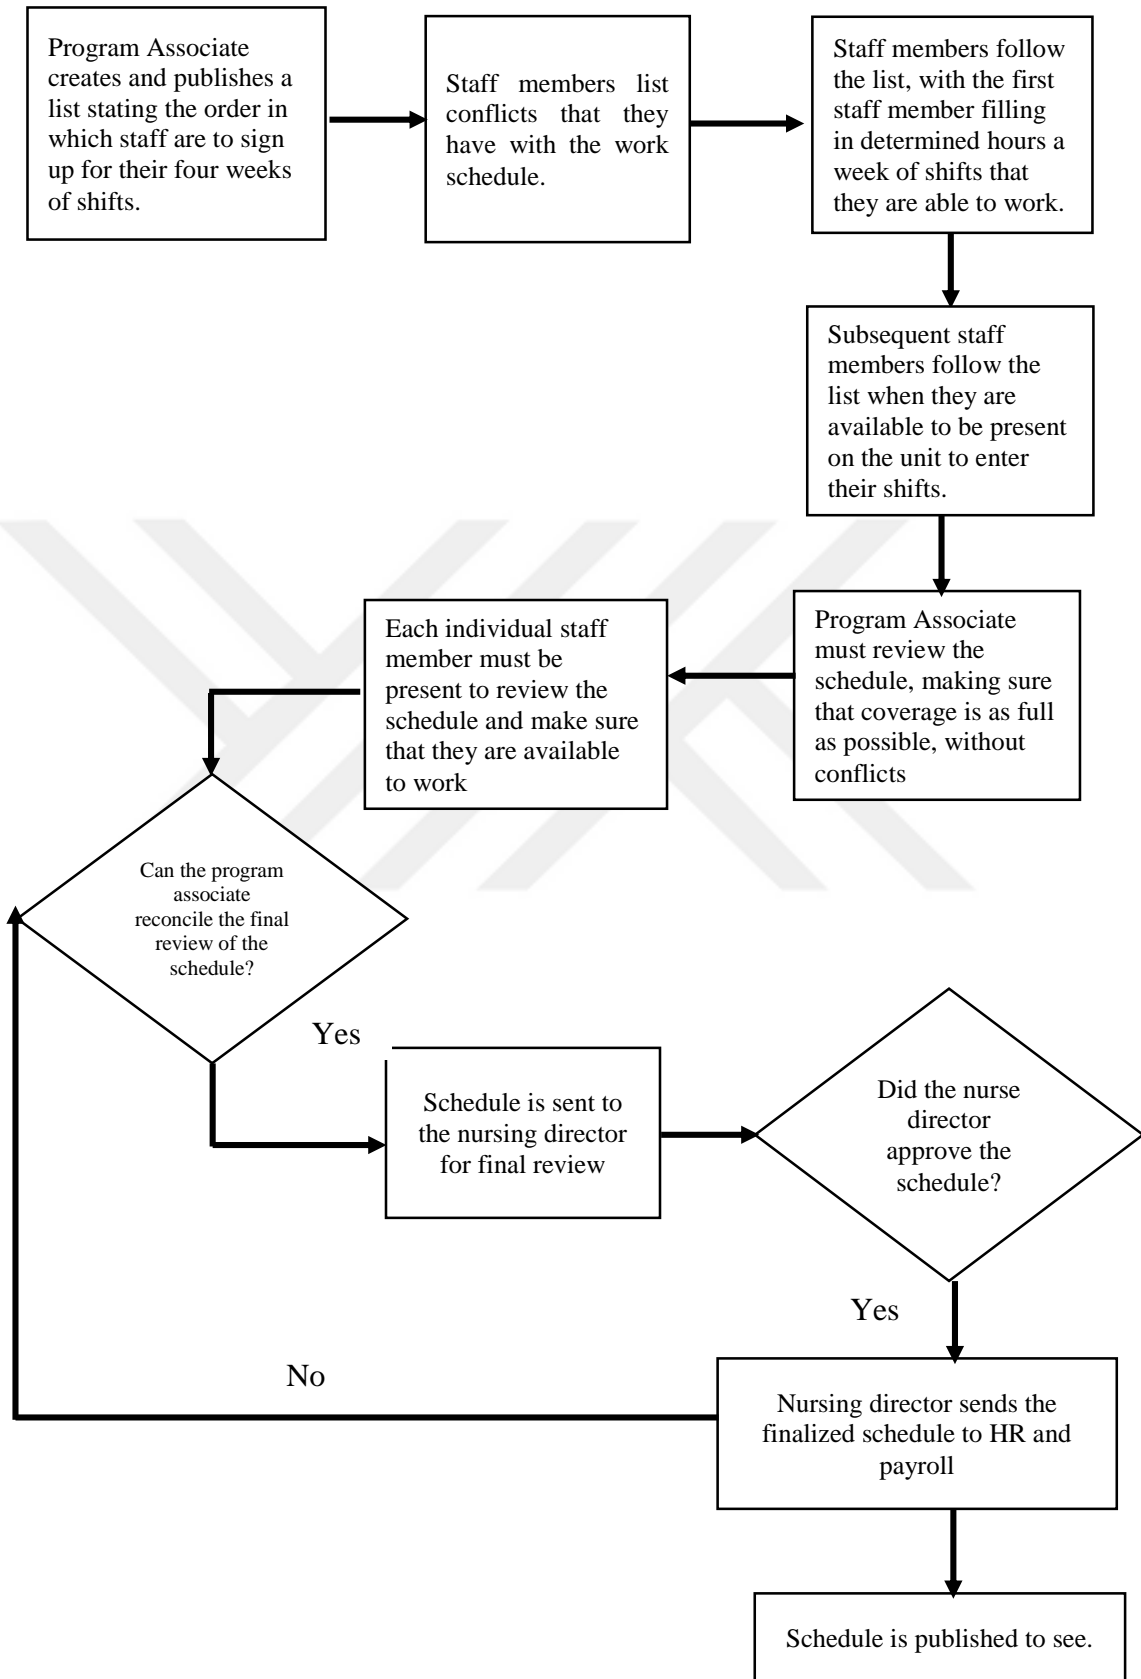 Program Associate
creates and publishes a
list stating the order in
which staff are to sign
up for their four weeks
of shifts.
Staff members list
conflicts that they
have with the work
schedule.
Staff members follow
the list, with the first
staff member filling
in determined hours a
week of shifts that
they are able to work.
Subsequent staff
members follow the
list when they are
available to be present
on the unit to enter
their shifts.
Program Associate
must review the
schedule, making sure
that coverage is as full
as possible, without
conflicts
Each individual staff
member must be
present to review the
schedule and make sure
that they are available
to work
Can the program
associate
reconcile the final
review of the
schedule?
Yes
Schedule is sent to
the nursing director
for final review
Did the nurse
director
approve the
schedule?
Yes
No
Nursing director sends the
finalized schedule to HR and
payroll
Schedule is published to see.